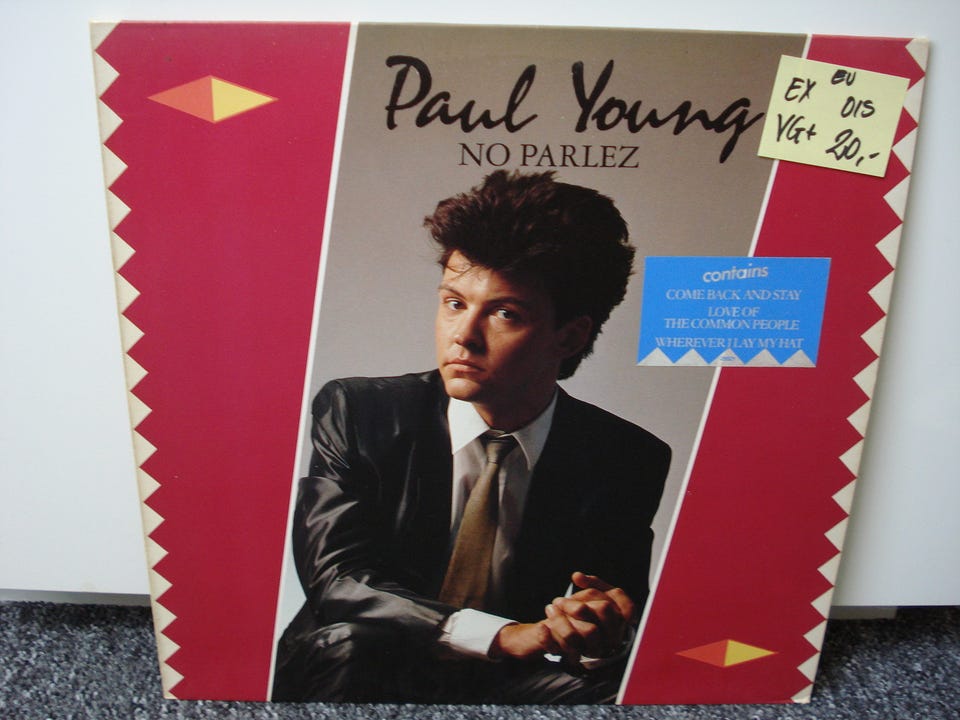 Paul Young
NO PARLEZ
EX EU
DIS
VG+ 20,-
contains
COME BACK AND STAY
LOVE OF
THE COMMON PEOPLE
WHEREVER I LAY MY HAT